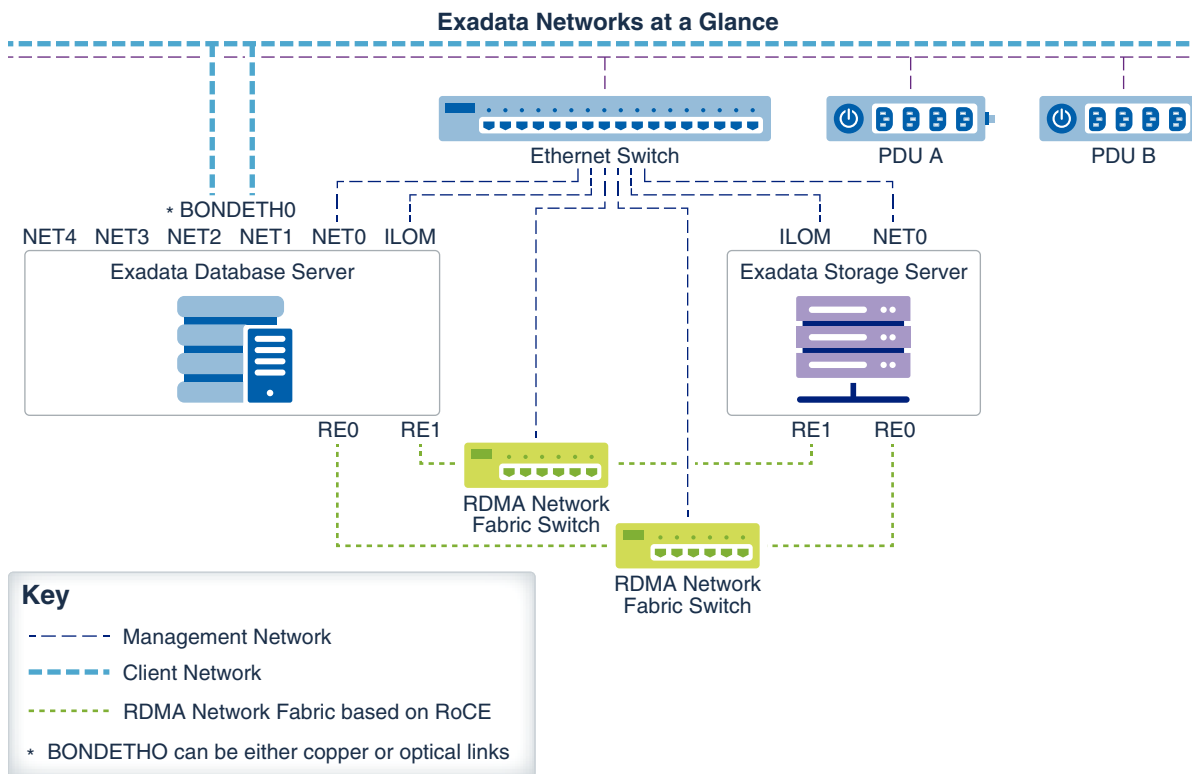 Exadata Networks at a Glance
Ethernet Switch
PDU A
PDU B
* BONDETH0
NET4 NET3 NET2 NET1 NET0 ILOM
ILOM NET0
Exadata Database Server
Exadata Storage Server
RE0 RE1
RE1 RE0
RDMA Network
Fabric Switch
RDMA Network
Fabric Switch
Key
Management Network
Client Network
RDMA Network Fabric based on RoCE
* BONDETHO can be either copper or optical links